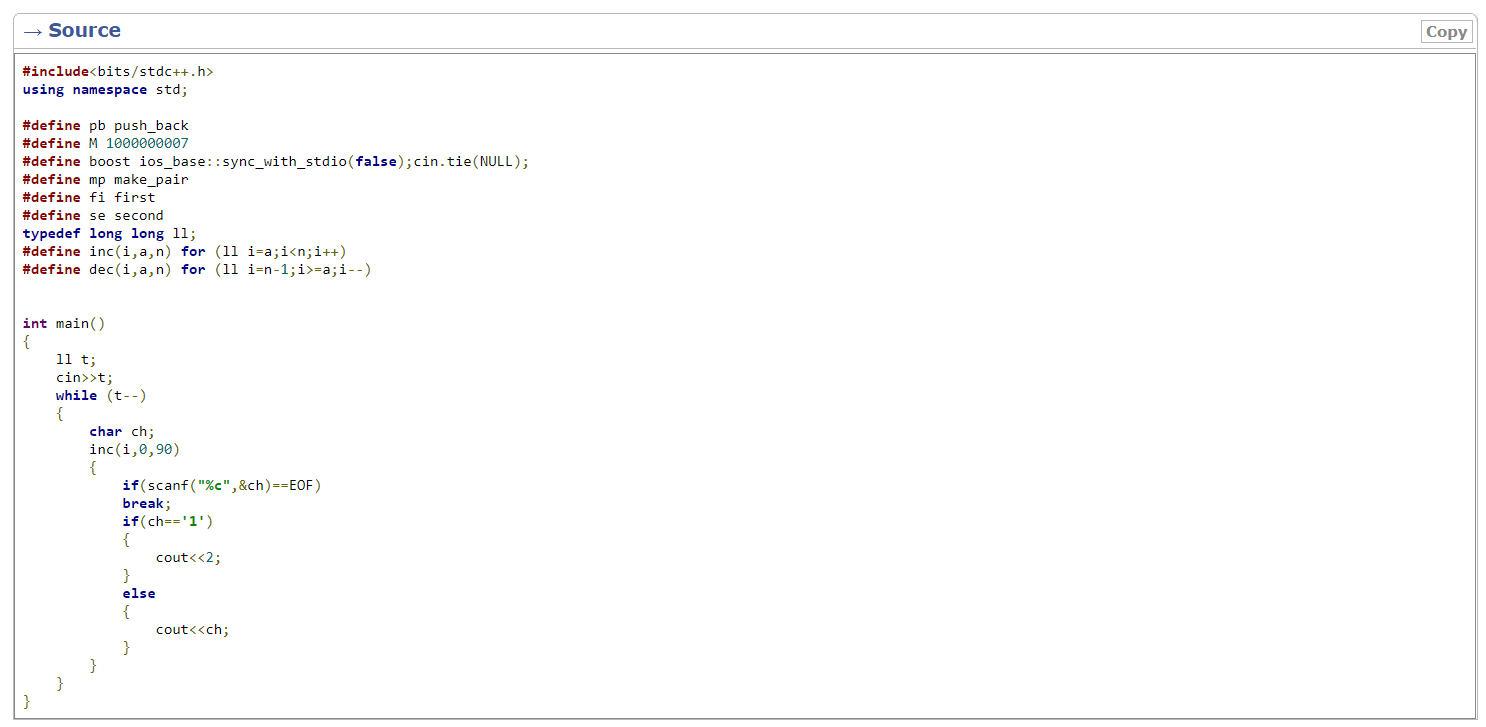 → Source
Copy
#include<bits/stdc++.h>
using namespace std;
#define pb push_back
#define M 1000000007
#define boost ios_base::sync_with_stdio(false);cin.tie(NULL);
#define mp make_pair
#define fi first
#define se second
typedef long long ll;
#define inc(i,a,n) for (ll i=a;i<n;i++)
#define dec(i,a,n) for (ll i=n-1;i>=a;i--)
int main()
{
    ll t;
    cin>>t;
    while (t--)
    {
        char ch;
        inc(i,0,90)
        {
            if(scanf("%c",&ch)==EOF)
            break;
            if(ch=='1')
            {
                cout<<2;
            }
            else
            {
                cout<<ch;
            }
        }
    }
}